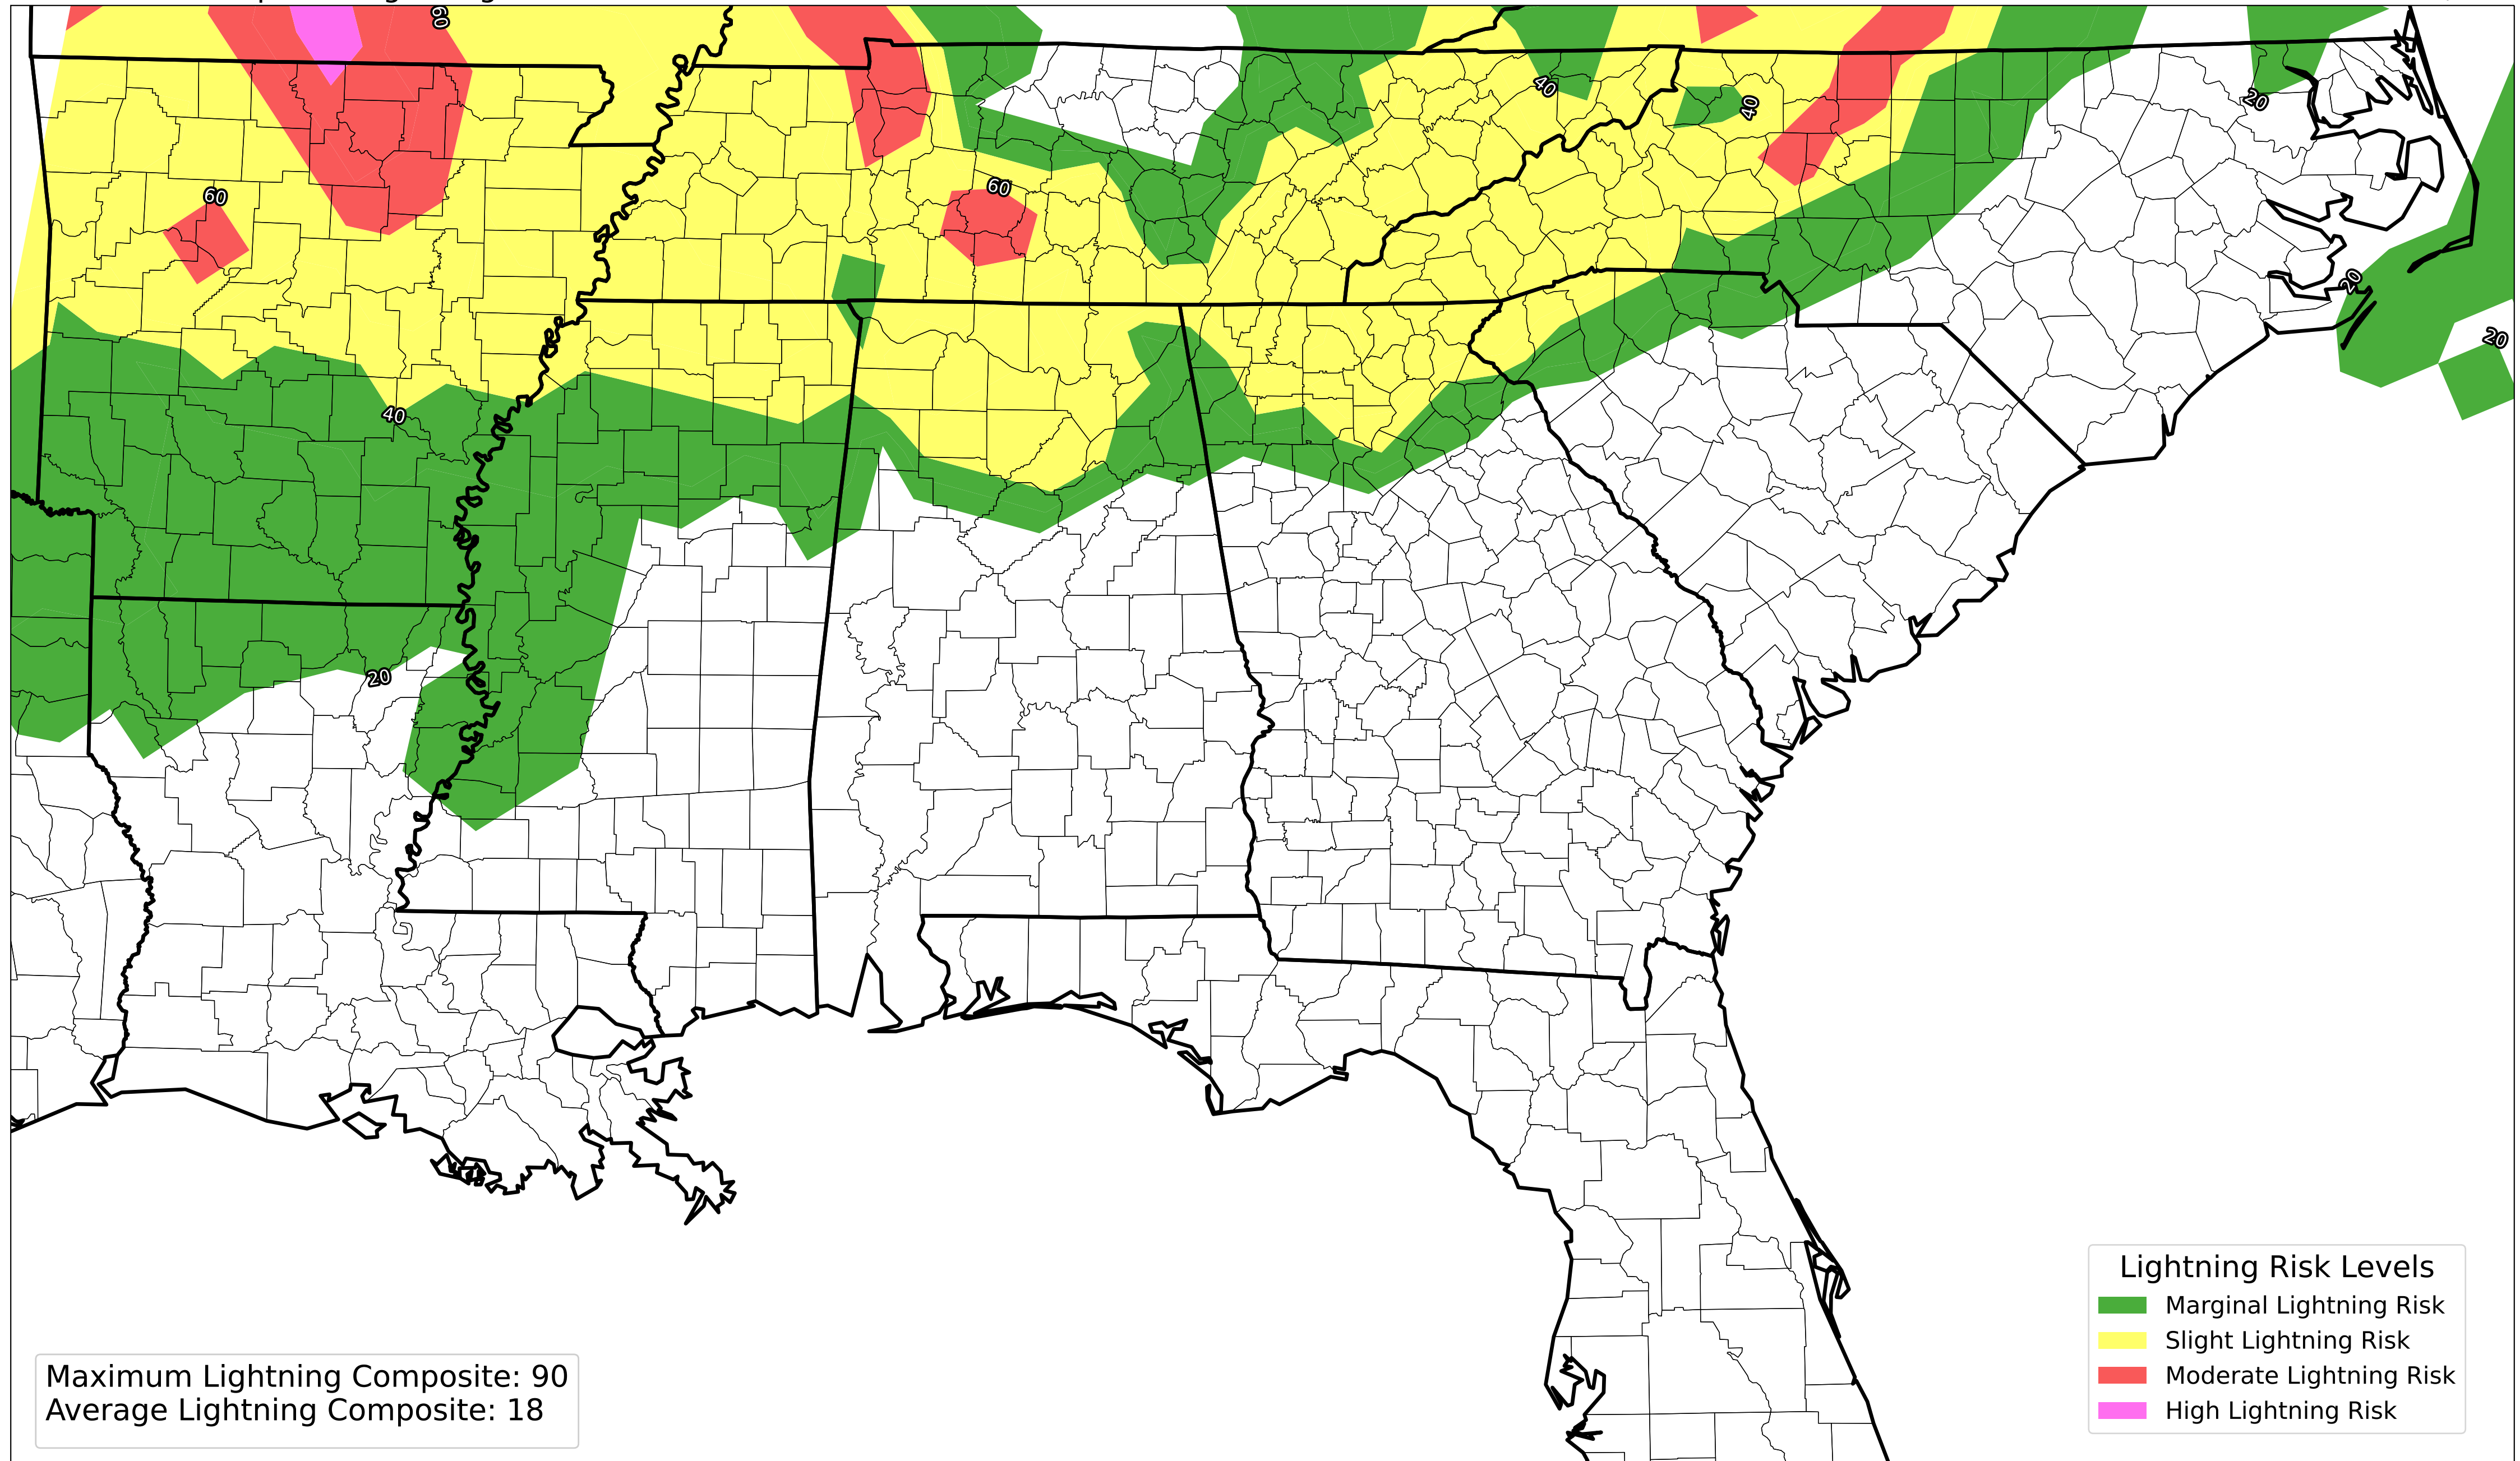 60
40
40
20
60
60
20
20
40
20
Lightning Risk Levels
Marginal Lightning Risk
Slight Lightning Risk
Moderate Lightning Risk
High Lightning Risk
Maximum Lightning Composite: 90
Average Lightning Composite: 18